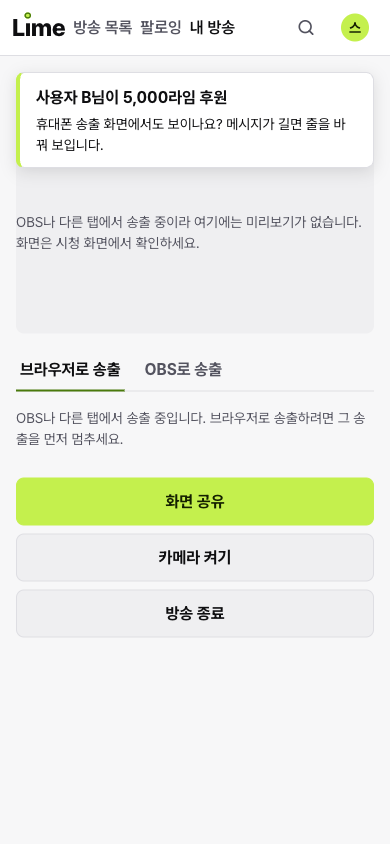 Lime 방송 목록 팔로잉 내 방송 스
사용자 B님이 5,000라임 후원
휴대폰 송출 화면에서도 보이나요? 메시지가 길면 줄을 바
꿔 보입니다.
OBS나 다른 탭에서 송출 중이라 여기에는 미리보기가 없습니다.
화면은 시청 화면에서 확인하세요.
브라우저로 송출 OBS로 송출
OBS나 다른 탭에서 송출 중입니다. 브라우저로 송출하려면 그 송
출을 먼저 멈추세요.
화면 공유
카메라 켜기
방송 종료